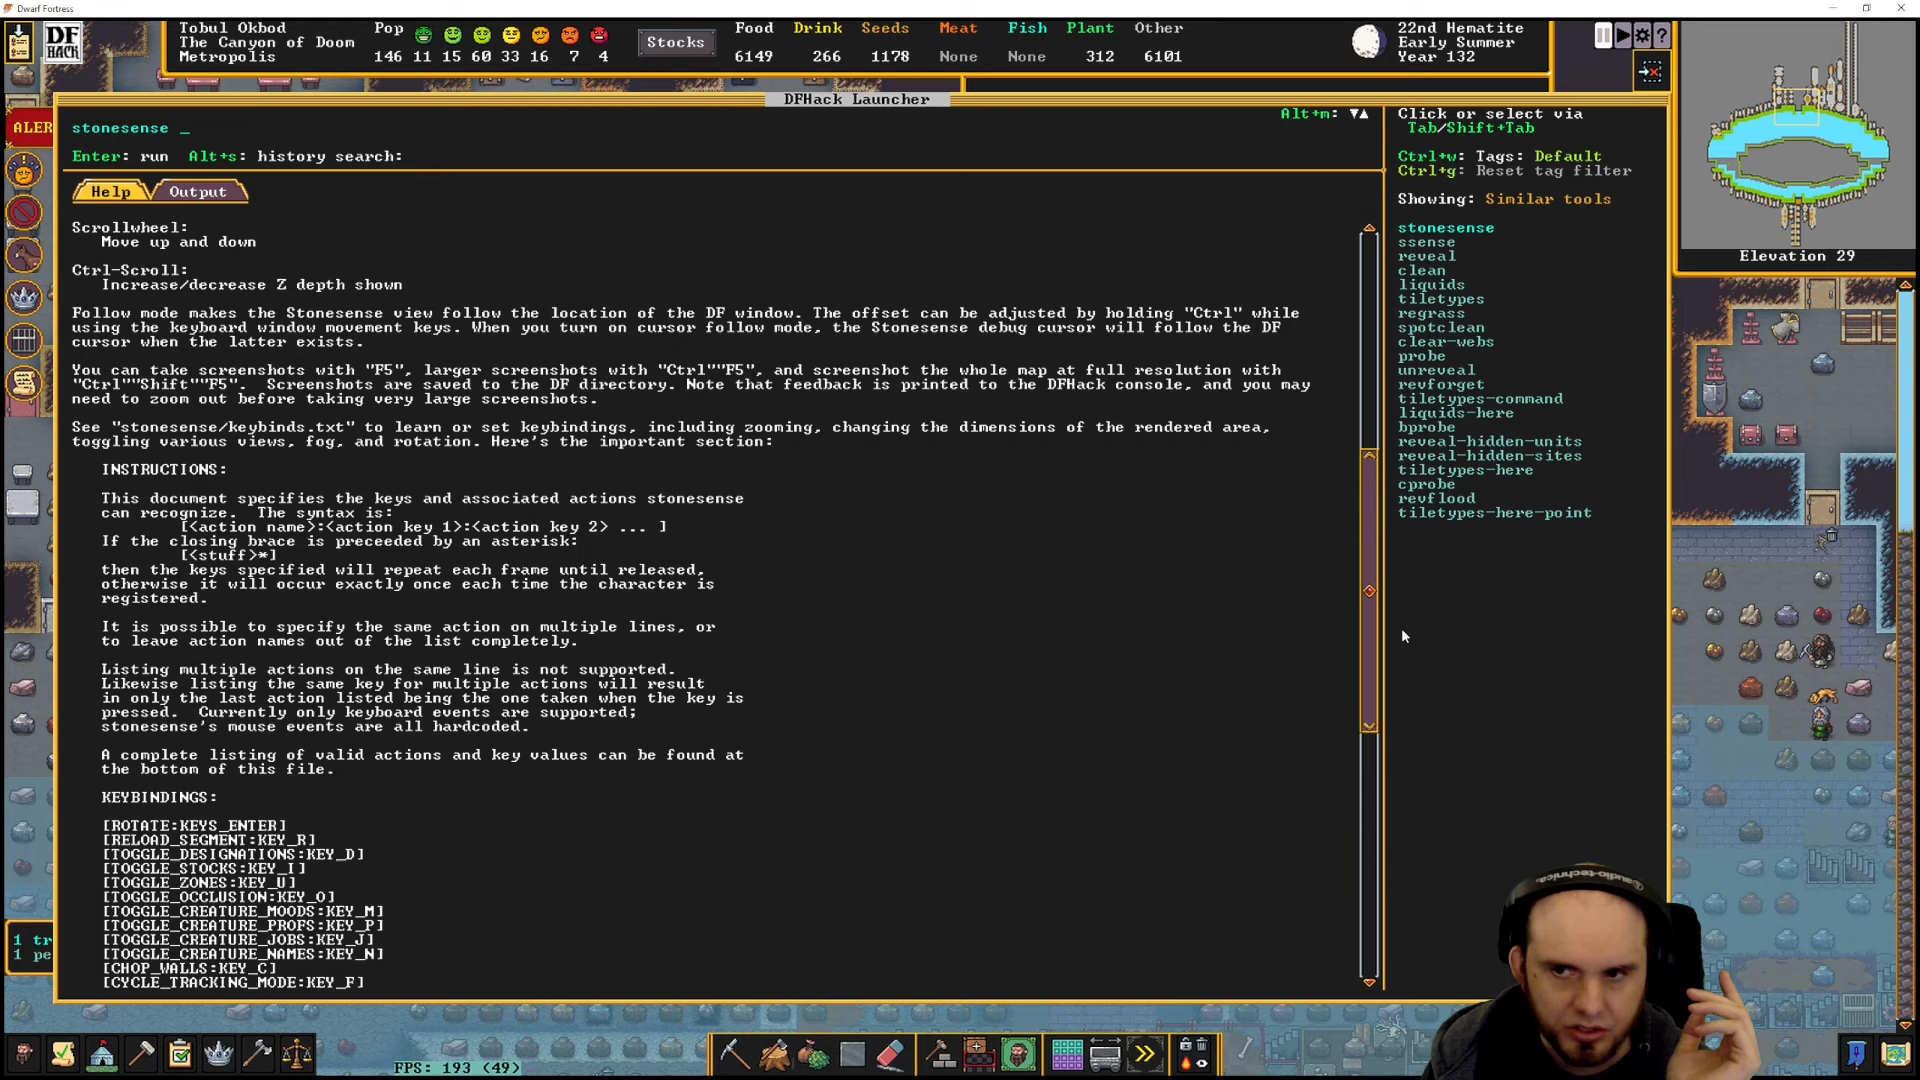 Dwarf Fortress
DF
HACK
Tobul Okbod
The Canyon of Doom
Metropolis
Pop
146 11 15 60 33 16 7 4
Stocks
Food Drink Seeds Meat Fish Plant Other
6149 266 1178 None None 312 6101
22nd Hematite
Early Summer
Year 132
Elevation 29
ALER
DFHack Launcher
stonesense _
Alt+m:
Enter: run Alt+s: history search:
Help Output
Scrollwheel:
Move up and down
Ctrl-Scroll:
Increase/decrease Z depth shown
Follow mode makes the Stonesense view follow the location of the DF window. The offset can be adjusted by holding "Ctrl" while
using the keyboard window movement keys. When you turn on cursor follow mode, the Stonesense debug cursor will follow the DF
cursor when the latter exists.
You can take screenshots with "F5", larger screenshots with "Ctrl""F5", and screenshot the whole map at full resolution with
"Ctrl""Shift""F5".  Screenshots are saved to the DF directory. Note that feedback is printed to the DFHack console, and you may
need to zoom out before taking very large screenshots.
See "stonesense/keybinds.txt" to learn or set keybindings, including zooming, changing the dimensions of the rendered area,
toggling various views, fog, and rotation. Here's the important section:
INSTRUCTIONS:
This document specifies the keys and associated actions stonesense
can recognize.  The syntax is:
[<action name>:<action key 1>:<action key 2> ... ]
If the closing brace is preceeded by an asterisk:
[<stuff>*]
then the keys specified will repeat each frame until released,
otherwise it will occur exactly once each time the character is
registered.
It is possible to specify the same action on multiple lines, or
to leave action names out of the list completely.
Listing multiple actions on the same line is not supported.
Likewise listing the same key for multiple actions will result
in only the last action listed being the one taken when the key is
pressed.  Currently only keyboard events are supported;
stonesense's mouse events are all hardcoded.
A complete listing of valid actions and key values can be found at
the bottom of this file.
KEYBINDINGS:
[ROTATE:KEYS_ENTER]
[RELOAD_SEGMENT:KEY_R]
[TOGGLE_DESIGNATIONS:KEY_D]
[TOGGLE_STOCKS:KEY_I]
[TOGGLE_ZONES:KEY_U]
[TOGGLE_OCCLUSION:KEY_O]
[TOGGLE_CREATURE_MOODS:KEY_M]
[TOGGLE_CREATURE_PROFS:KEY_P]
[TOGGLE_CREATURE_JOBS:KEY_J]
[TOGGLE_CREATURE_NAMES:KEY_N]
[CHOP_WALLS:KEY_C]
[CYCLE_TRACKING_MODE:KEY_F]
Click or select via
Tab/Shift+Tab
Ctrl+w: Tags: Default
Ctrl+g: Reset tag filter
Showing: Similar tools
stonesense
ssense
reveal
clean
liquids
tiletypes
regrass
spotclean
clear-webs
probe
unreveal
revforget
tiletypes-command
liquids-here
bprobe
reveal-hidden-units
reveal-hidden-sites
tiletypes-here
cprobe
revflood
tiletypes-here-point
1 tr
1 pe
FPS: 193 (49)
audio-technica